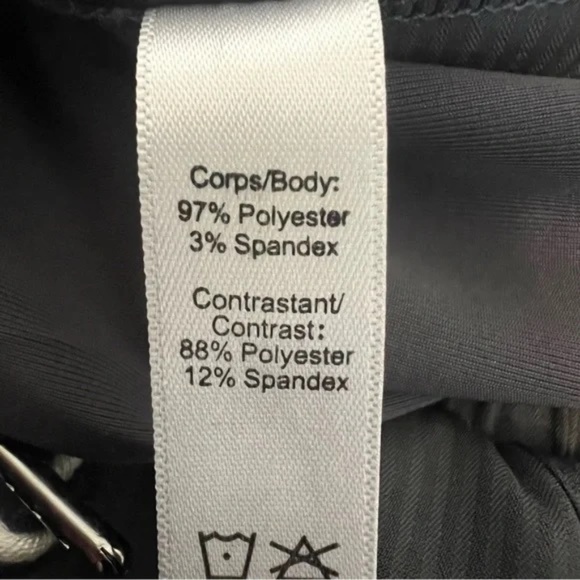 Corps/Body:
97% Polyester
3% Spandex
Contrastant/
Contrast:
88% Polyester
12% Spandex